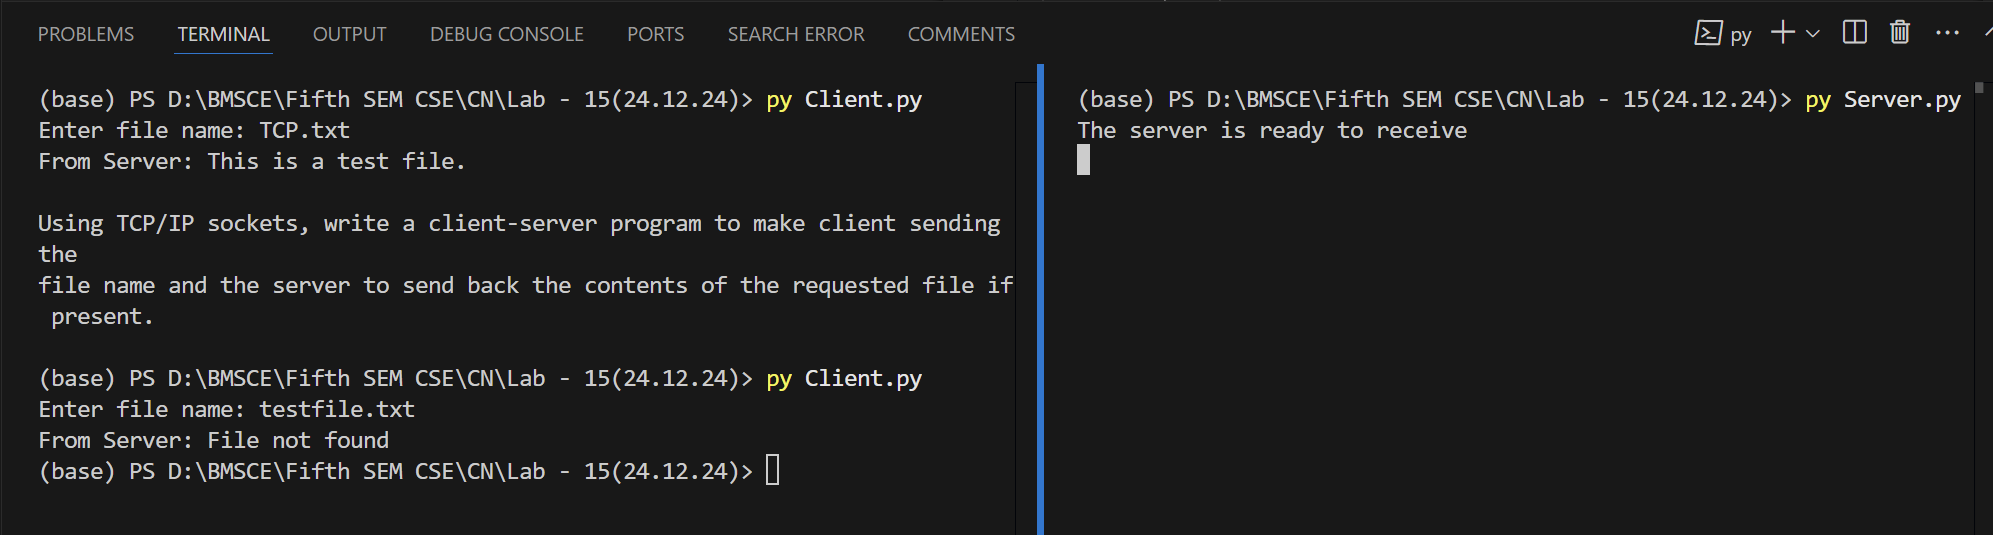 PROBLEMS TERMINAL OUTPUT DEBUG CONSOLE PORTS SEARCH ERROR COMMENTS py
(base) PS D:\BMSCE\Fifth SEM CSE\CN\Lab - 15(24.12.24)> py Client.py
Enter file name: TCP.txt
From Server: This is a test file.
Using TCP/IP sockets, write a client-server program to make client sending
the
file name and the server to send back the contents of the requested file if
present.
(base) PS D:\BMSCE\Fifth SEM CSE\CN\Lab - 15(24.12.24)> py Client.py
Enter file name: testfile.txt
From Server: File not found
(base) PS D:\BMSCE\Fifth SEM CSE\CN\Lab - 15(24.12.24)>
(base) PS D:\BMSCE\Fifth SEM CSE\CN\Lab - 15(24.12.24)> py Server.py
The server is ready to receive